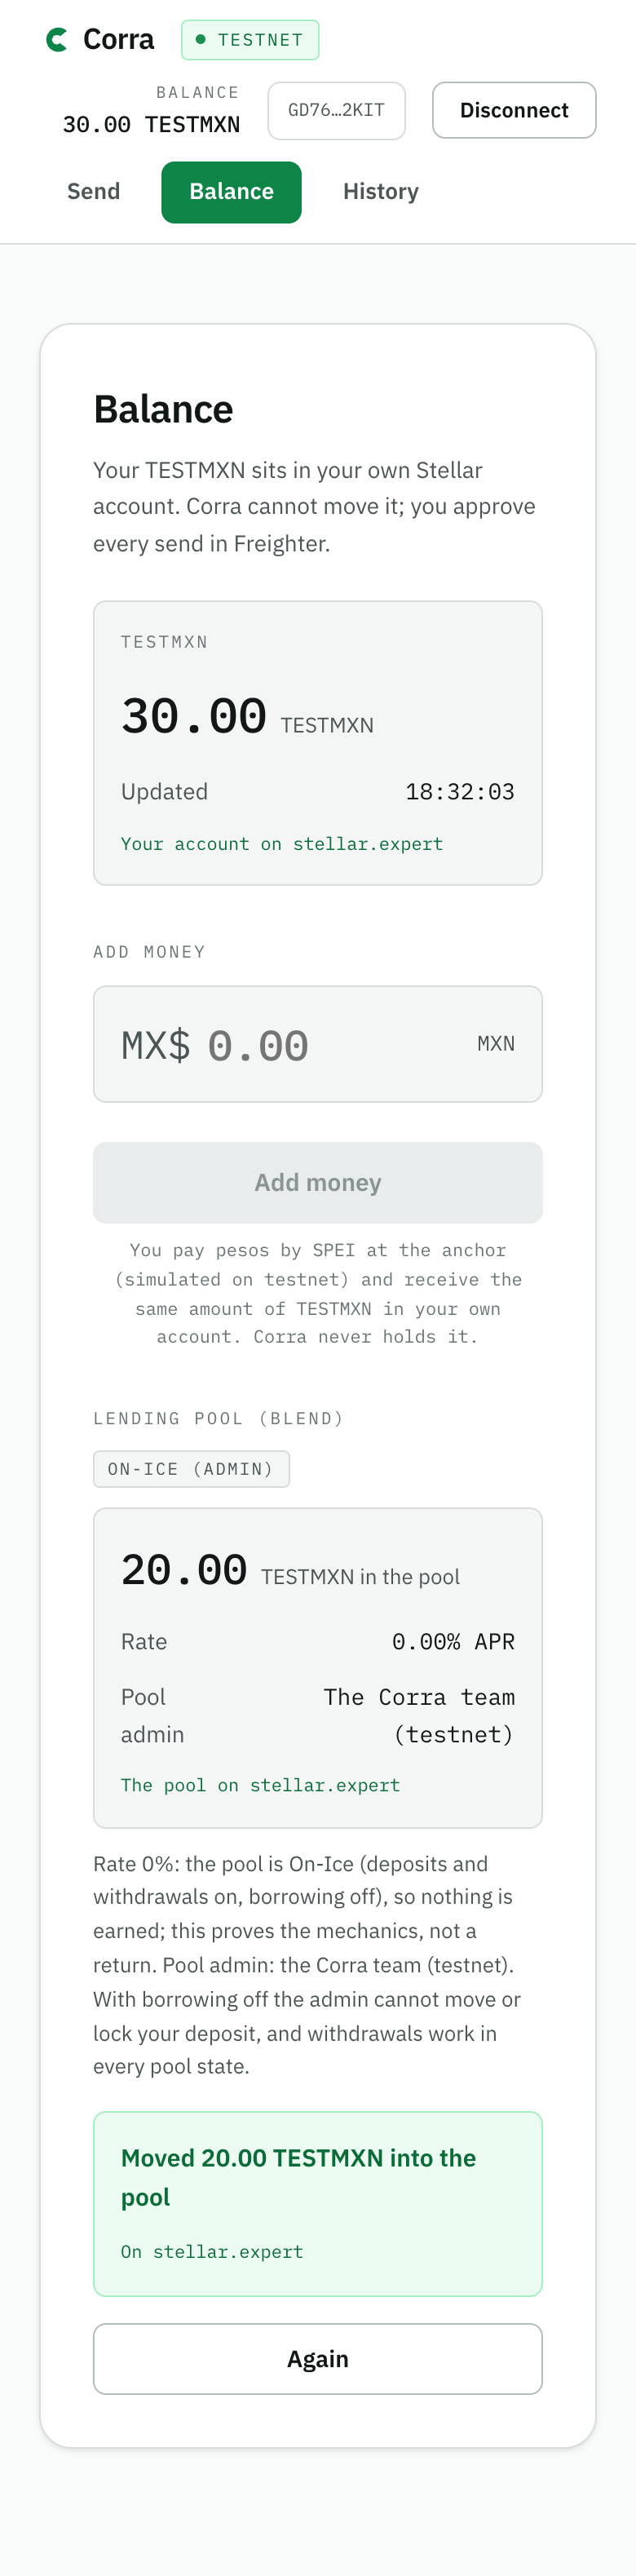 Corra
TESTNET
BALANCE
30.00 TESTMXN
GD76…2KIT
Disconnect
Send
Balance
History
Balance
Your TESTMXN sits in your own Stellar
account. Corra cannot move it; you approve
every send in Freighter.
TESTMXN
30.00 TESTMXN
Updated 18:32:03
Your account on stellar.expert
ADD MONEY
MX$ 0.00 MXN
Add money
You pay pesos by SPEI at the anchor
(simulated on testnet) and receive the
same amount of TESTMXN in your own
account. Corra never holds it.
LENDING POOL (BLEND)
ON-ICE (ADMIN)
20.00 TESTMXN in the pool
Rate 0.00% APR
Pool The Corra team
admin (testnet)
The pool on stellar.expert
Rate 0%: the pool is On-Ice (deposits and
withdrawals on, borrowing off), so nothing is
earned; this proves the mechanics, not a
return. Pool admin: the Corra team (testnet).
With borrowing off the admin cannot move or
lock your deposit, and withdrawals work in
every pool state.
Moved 20.00 TESTMXN into the
pool
On stellar.expert
Again